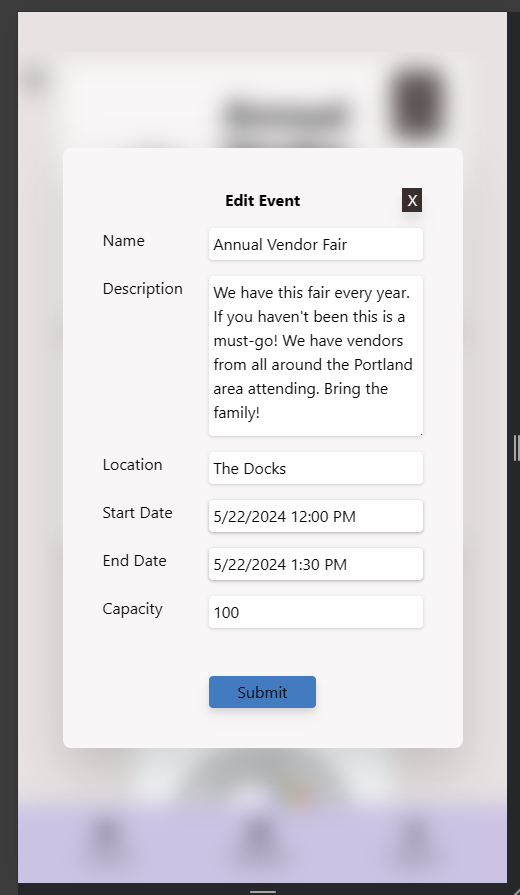 Edit Event
X
Name
Annual Vendor Fair
Description
We have this fair every year.
If you haven't been this is a
must-go! We have vendors
from all around the Portland
area attending. Bring the
family!
Location
The Docks
Start Date
5/22/2024 12:00 PM
End Date
5/22/2024 1:30 PM
Capacity
100
Submit